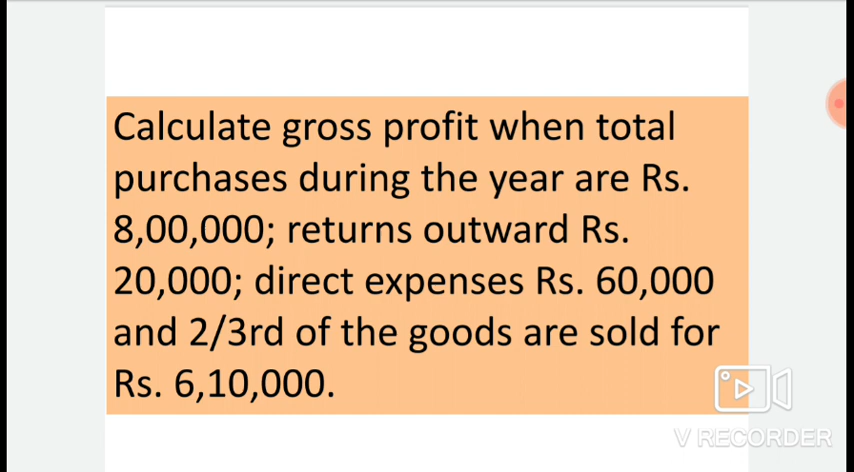 Calculate gross profit when total
purchases during the year are Rs.
8,00,000; returns outward Rs.
20,000; direct expenses Rs. 60,000
and 2/3rd of the goods are sold for
Rs. 6,10,000.
V RECORDER